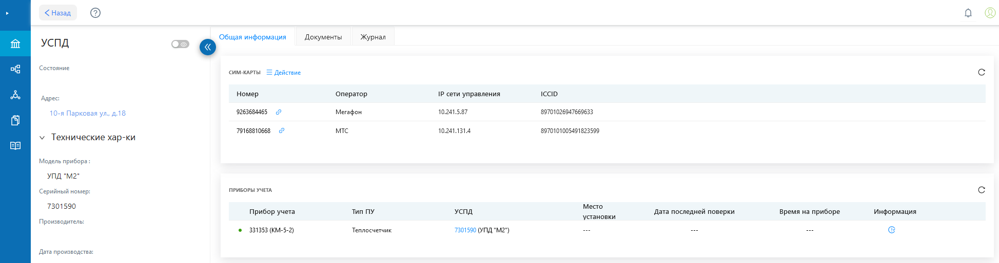 Назад
УСПД
Состояние
Адрес:
10-я Парковая ул., д.18
Технические хар-ки
Модель прибора :
УПД "М2"
Серийный номер:
7301590
Производитель:
Дата производства:
Общая информация Документы Журнал
СИМ-КАРТЫ Действие
Номер Оператор IP сети управления ICCID
9263684465 Мегафон 10.241.5.87 89701026947669633
79168810668 МТС 10.241.131.4 8970101005491823599
ПРИБОРЫ УЧЕТА
Прибор учета Тип ПУ УСПД Место установки Дата последней поверки Время на приборе Информация
331353 (КМ-5-2) Теплосчетчик 7301590 (УПД "М2") --- --- ---